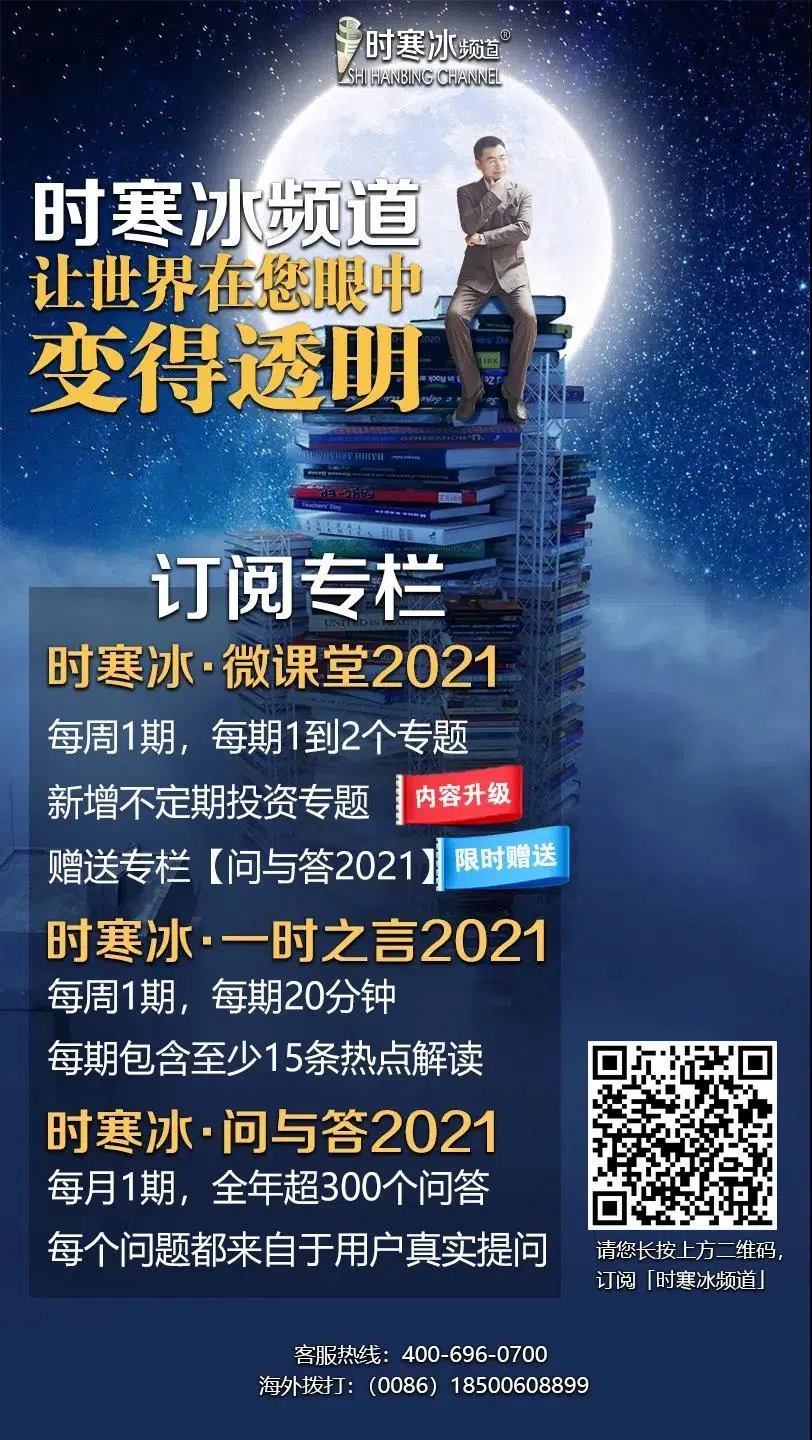 时寒冰频道®
SHI HANBING CHANNEL
时寒冰频道
让世界在您眼中
变得透明
GENERATION
Teachers' Day
订阅专栏
时寒冰·微课堂2021
每周1期，每期1到2个专题
新增不定期投资专题 内容升级
赠送专栏【问与答2021】 限时赠送
时寒冰·一时之言2021
每周1期，每期20分钟
每期包含至少15条热点解读
时寒冰·问与答2021
每月1期，全年超300个问答
每个问题都来自于用户真实提问
请您长按上方二维码，
订阅「时寒冰频道」
客服热线：400-696-0700
海外拨打：（0086）18500608899